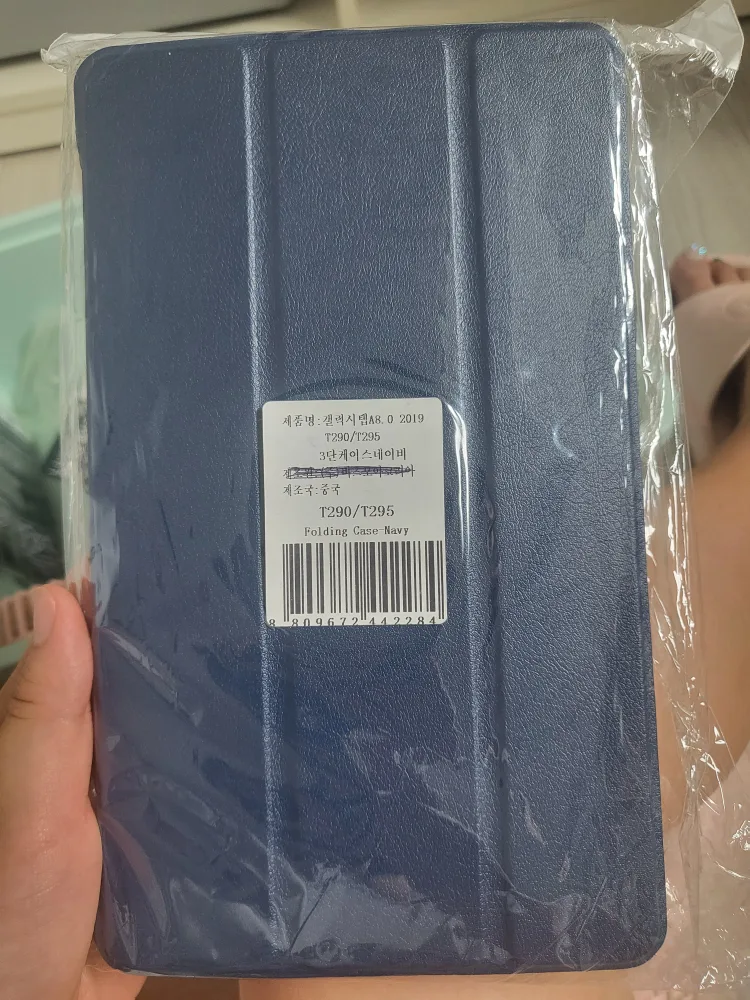 제품명:갤럭시탭A8.0 2019
T290/T295
3단케이스네이비
제조국:중국
T290/T295
Folding Case-Navy
8 809672 442284